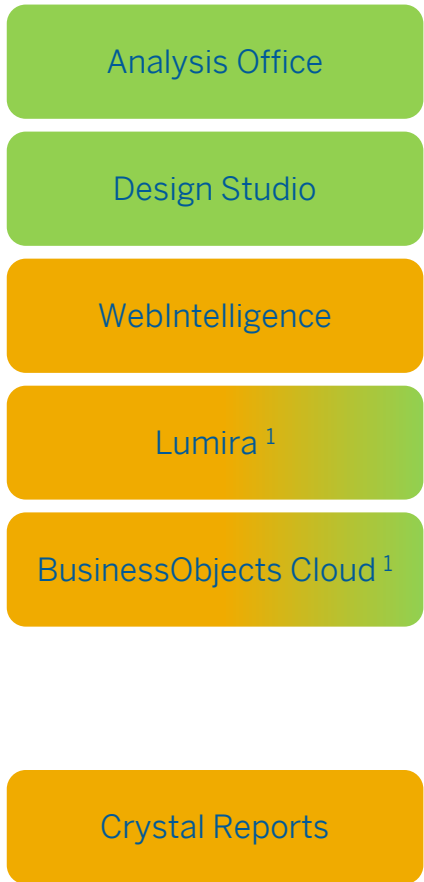 Analysis Office
Design Studio
WebIntelligence
Lumira ¹
BusinessObjects Cloud ¹
Crystal Reports